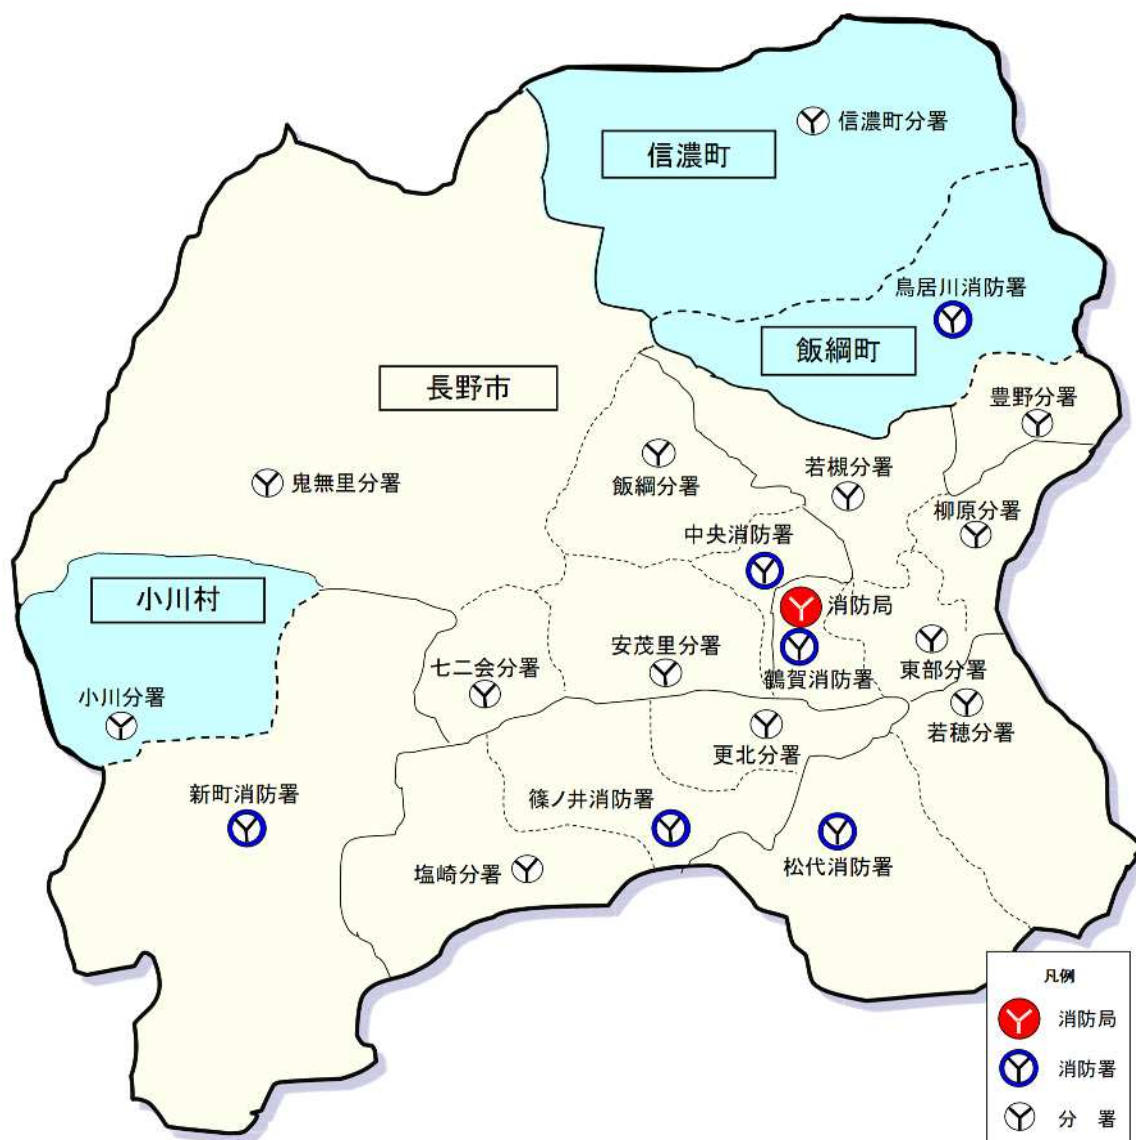 信濃町分署
信濃町
鳥居川消防署
飯綱町
長野市
豊野分署
飯綱分署
若槻分署
鬼無里分署
柳原分署
中央消防署
小川村
消防局
安茂里分署
七二会分署
鶴賀消防署
東部分署
小川分署
更北分署
若穂分署
新町消防署
篠ノ井消防署
塩崎分署
松代消防署
凡例
消防局
消防署
分 署